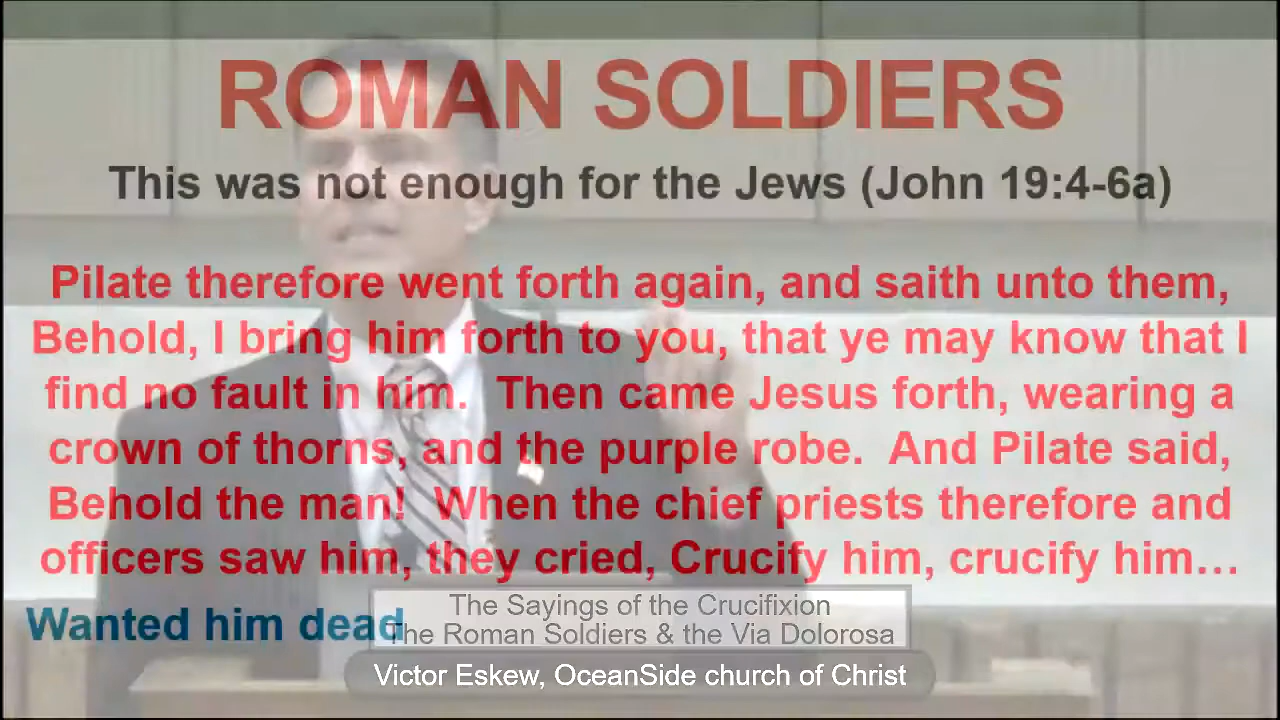 ROMAN SOLDIERS
This was not enough for the Jews (John 19:4-6a)
Pilate therefore went forth again, and saith unto them,
Behold, I bring him forth to you, that ye may know that I
find no fault in him.  Then came Jesus forth, wearing a
crown of thorns, and the purple robe.  And Pilate said,
Behold the man!  When the chief priests therefore and
officers saw him, they cried, Crucify him, crucify him…
Wanted him dead
The Sayings of the Crucifixion
The Roman Soldiers & the Via Dolorosa
Victor Eskew, OceanSide church of Christ